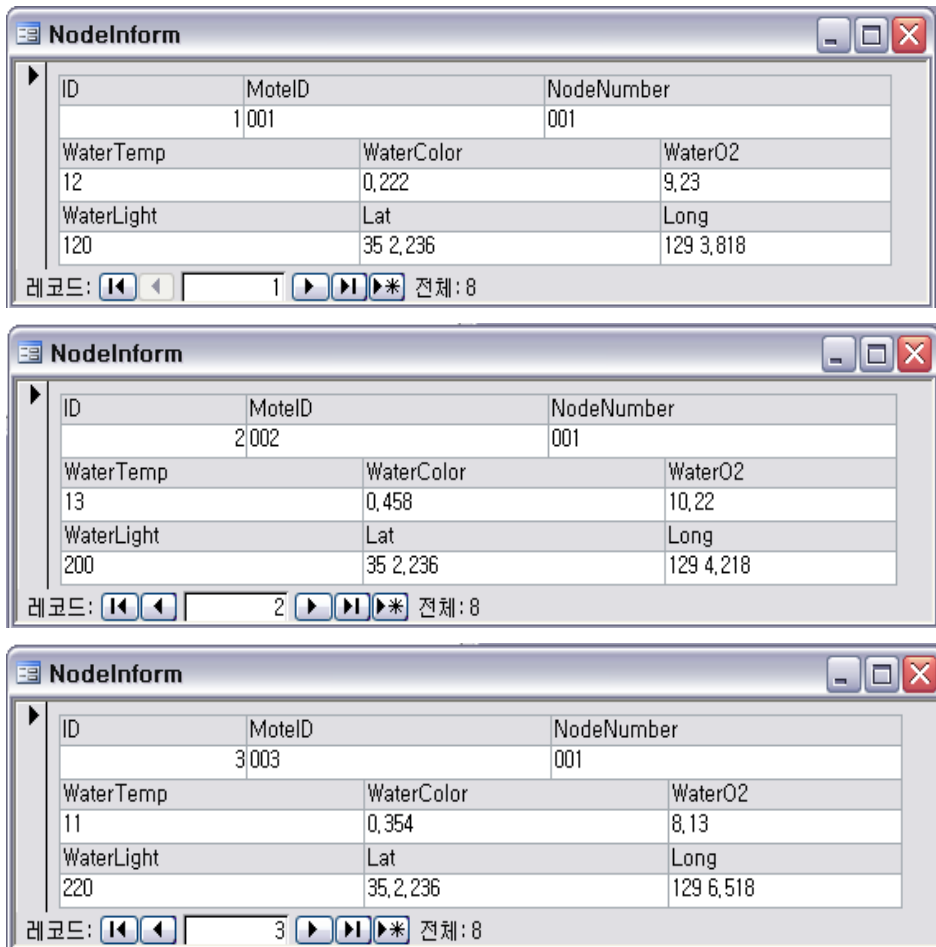 NodeInform
ID MoteID NodeNumber
1 001 001
WaterTemp WaterColor WaterO2
12 0,222 9,23
WaterLight Lat Long
120 35 2,236 129 3,818
레코드: 1 전체: 8
NodeInform
ID MoteID NodeNumber
2 002 001
WaterTemp WaterColor WaterO2
13 0,458 10,22
WaterLight Lat Long
200 35 2,236 129 4,218
레코드: 2 전체: 8
NodeInform
ID MoteID NodeNumber
3 003 001
WaterTemp WaterColor WaterO2
11 0,354 8,13
WaterLight Lat Long
220 35,2,236 129 6,518
레코드: 3 전체: 8